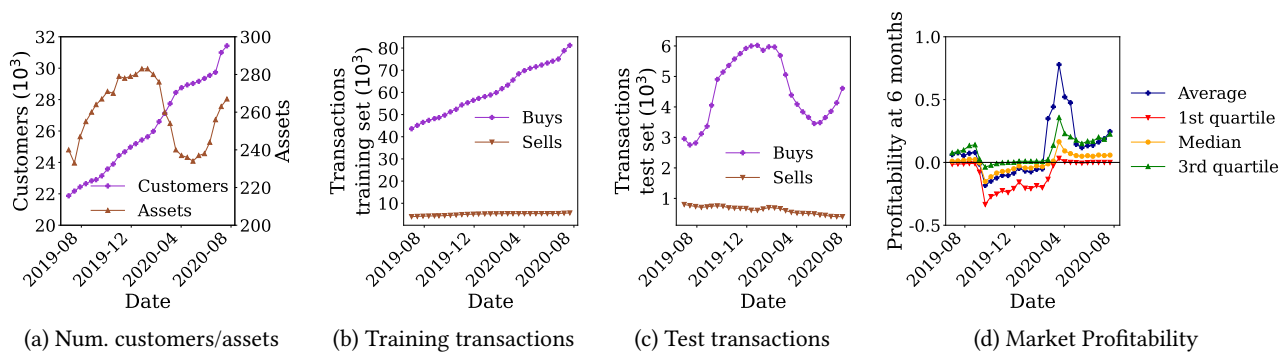 Customers (10³)
32
30
28
26
24
22
20
300
280
260
240
220
200
Assets
Customers
Assets
2019-08
2019-12
2020-04
2020-08
Date
(a) Num. customers/assets
Transactions
training set (10³)
80
70
60
50
40
30
20
10
Buys
Sells
2019-08
2019-12
2020-04
2020-08
Date
(b) Training transactions
Transactions
test set (10³)
6
5
4
3
2
1
Buys
Sells
2019-08
2019-12
2020-04
2020-08
Date
(c) Test transactions
Profitability at 6 months
1.0
0.5
0.0
-0.5
Average
1st quartile
Median
3rd quartile
2019-08
2019-12
2020-04
2020-08
Date
(d) Market Profitability